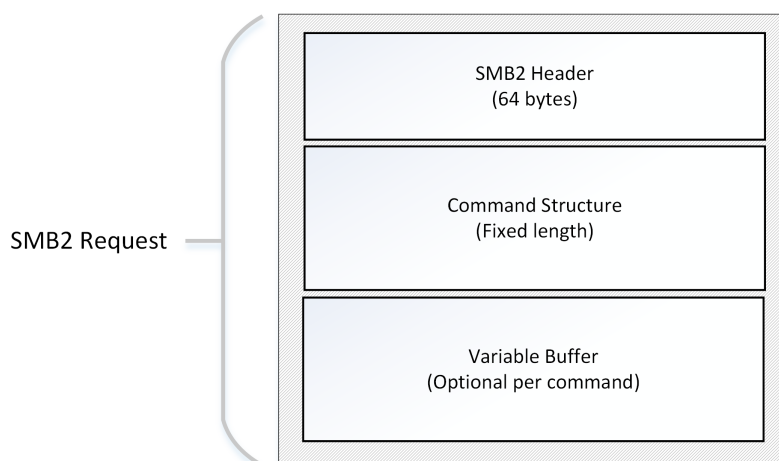 SMB2 Request
SMB2 Header
(64 bytes)
Command Structure
(Fixed length)
Variable Buffer
(Optional per command)